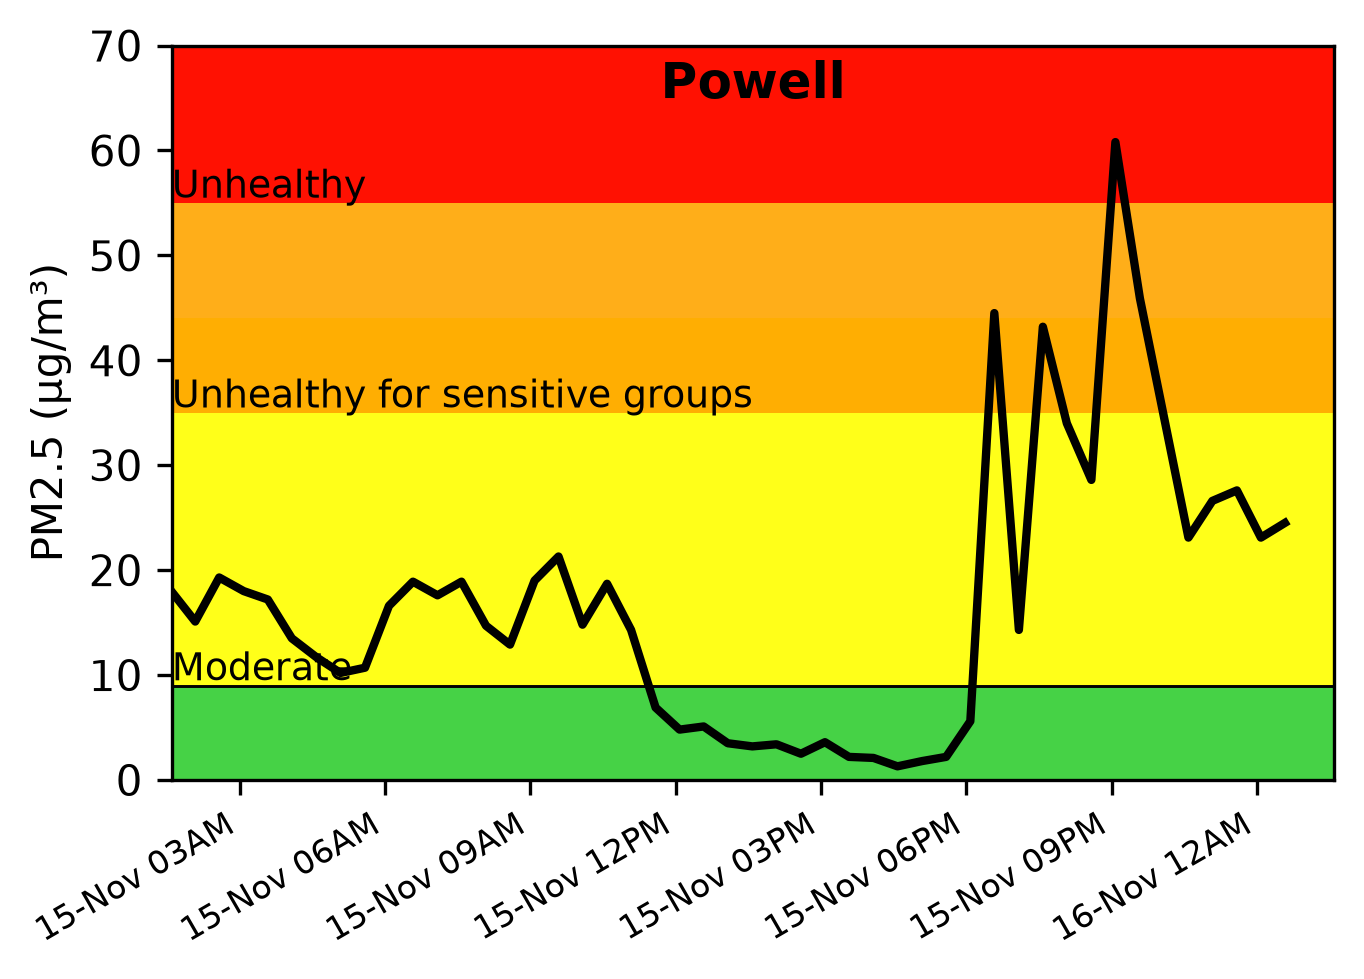 Powell
PM2.5 (µg/m³)
70
60
50
40
30
20
10
0
Unhealthy
Unhealthy for sensitive groups
Moderate
15-Nov 03AM
15-Nov 06AM
15-Nov 09AM
15-Nov 12PM
15-Nov 03PM
15-Nov 06PM
15-Nov 09PM
16-Nov 12AM